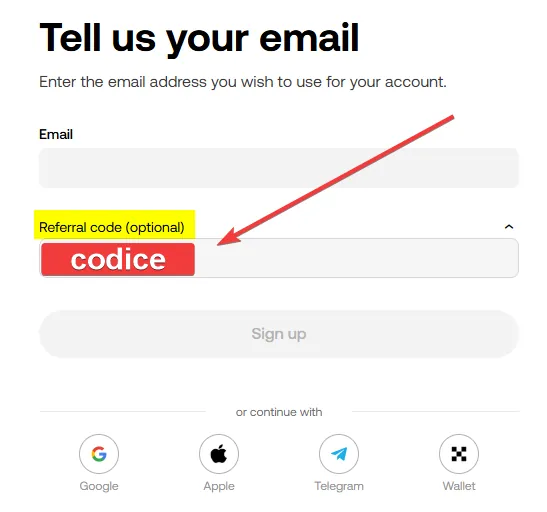 Tell us your email
Enter the email address you wish to use for your account.
Email
Referral code (optional)
codice
Sign up
or continue with
Google Apple Telegram Wallet